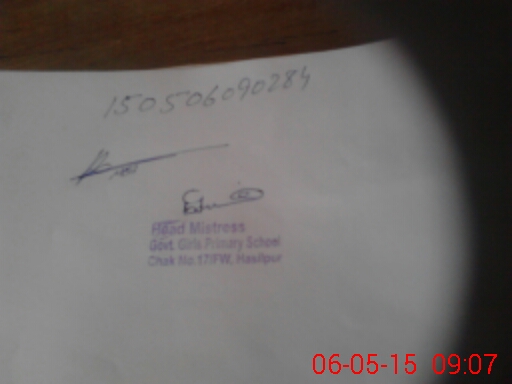 150506090284
Head Mistress
Govt. Girls Primary School
Chak No.17/FW, Hasilpur
06-05-15 09:07